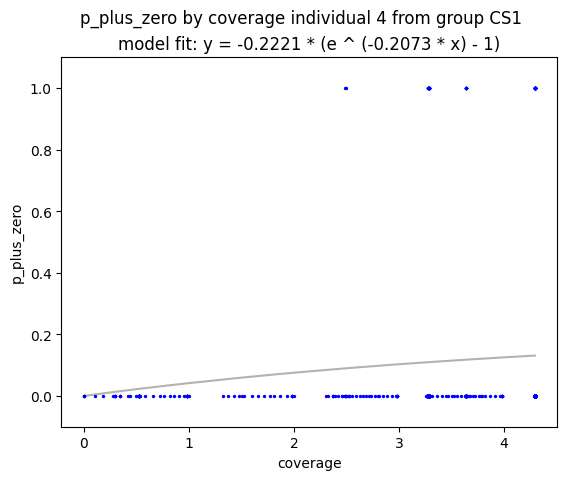 p_plus_zero by coverage individual 4 from group CS1
model fit: y = -0.2221 * (e ^ (-0.2073 * x) - 1)
1.0
0.8
0.6
0.4
0.2
0.0
p_plus_zero
0 1 2 3 4
coverage